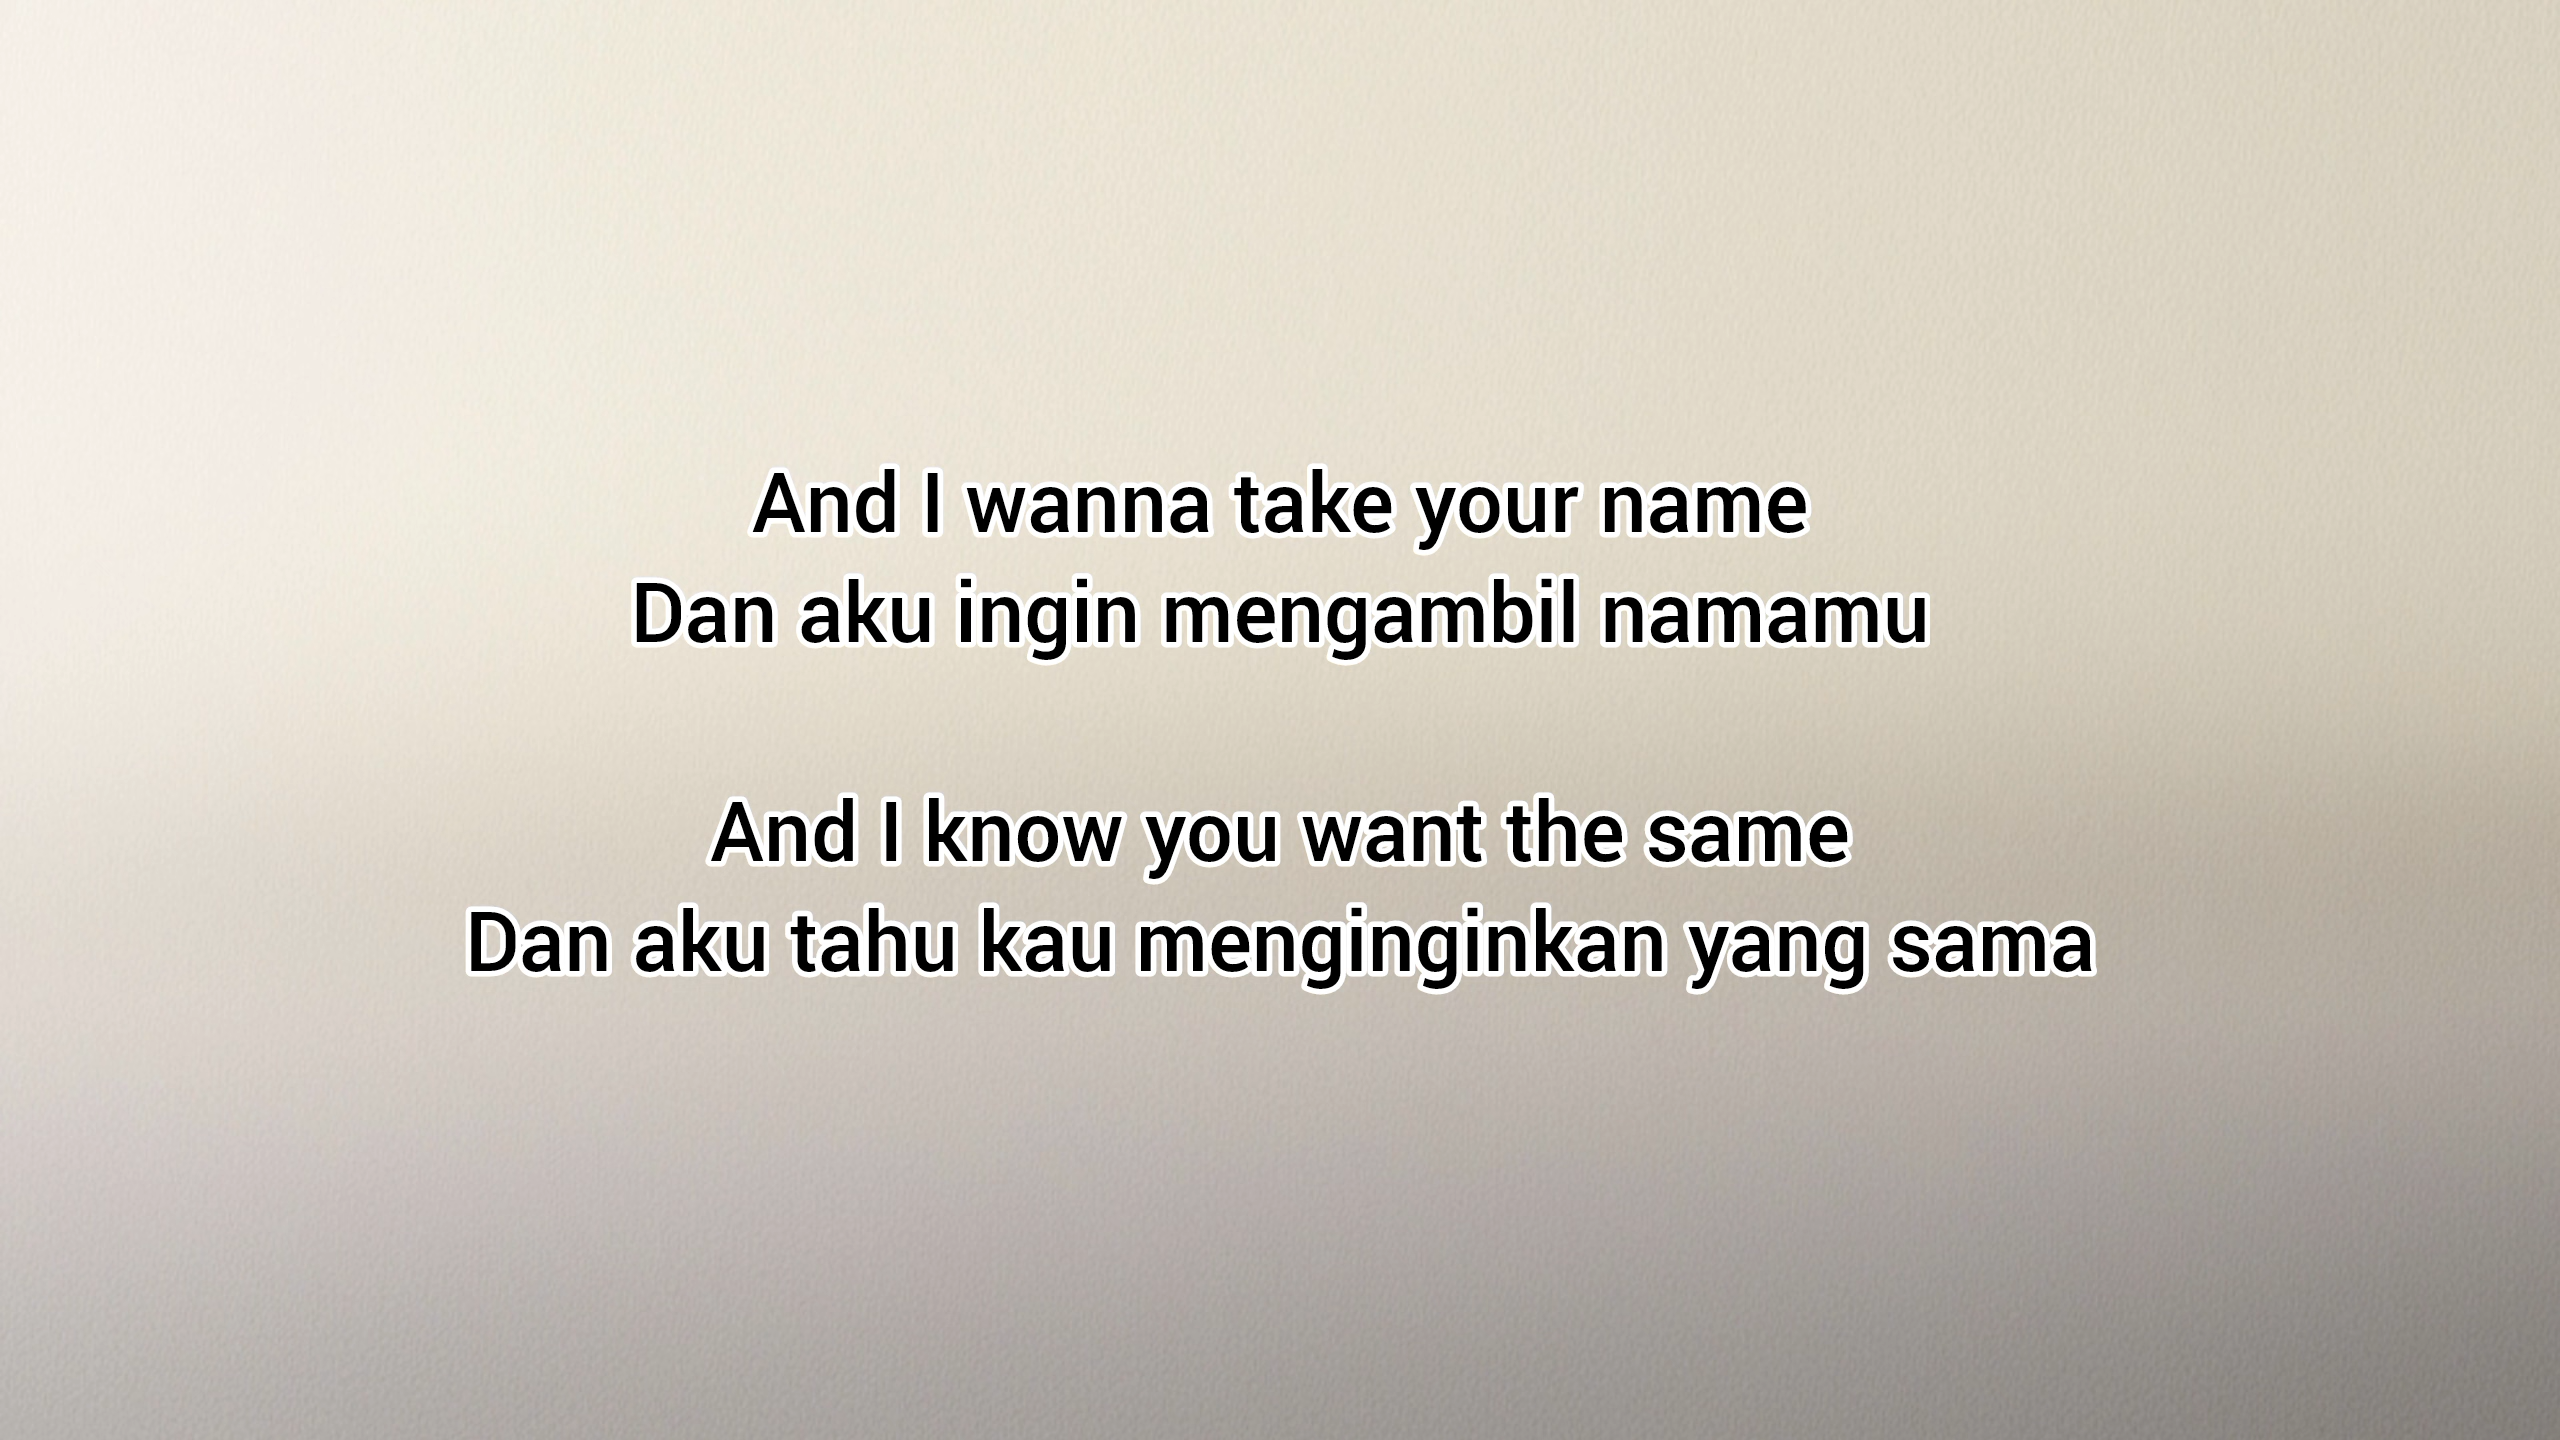 And I wanna take your name
Dan aku ingin mengambil namamu
And I know you want the same
Dan aku tahu kau menginginkan yang sama